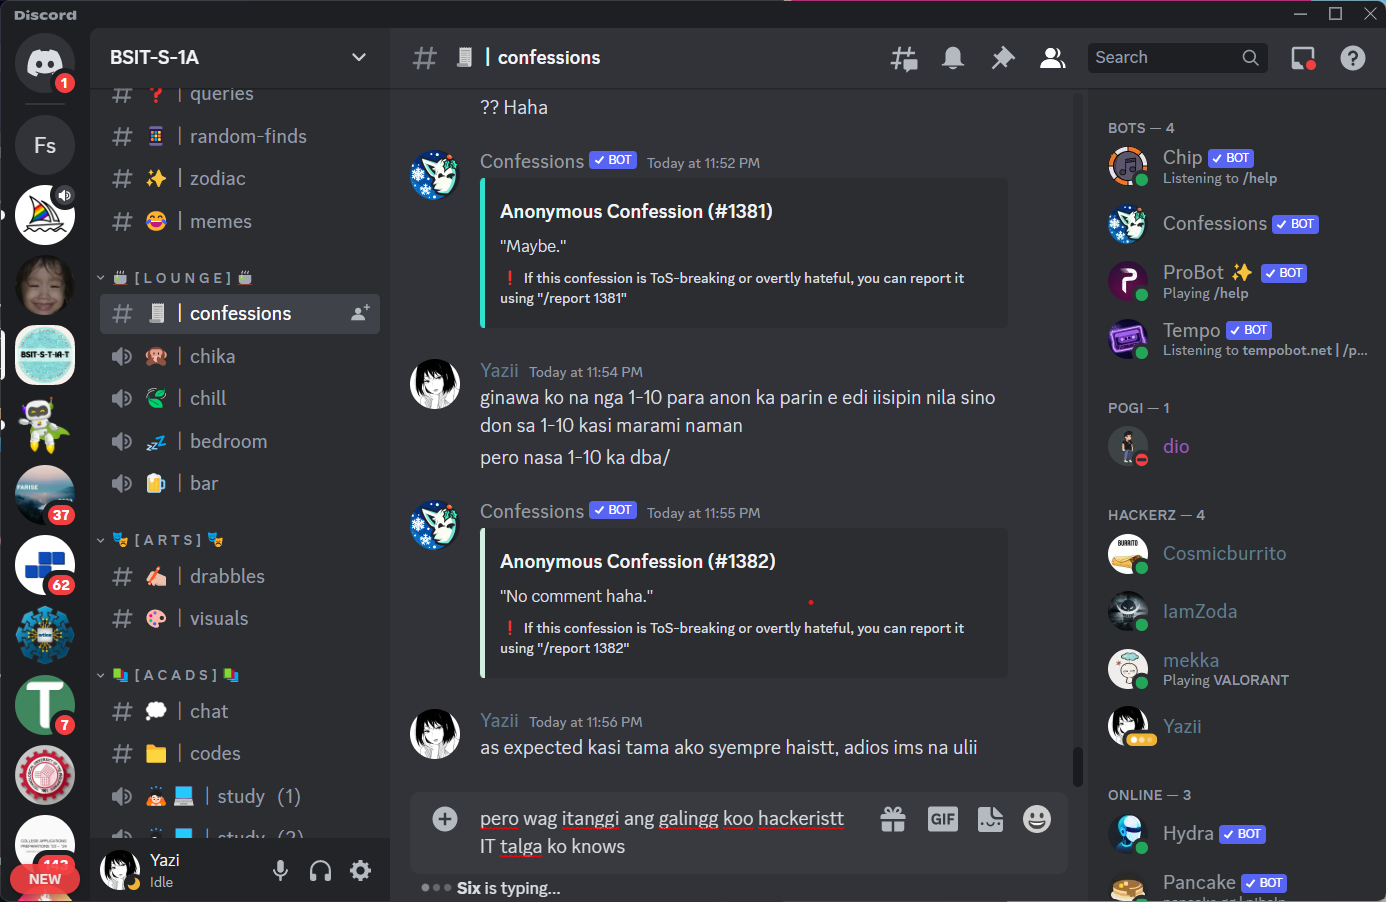 Discord
1
Fs
BSIT-S-T-1A-T
PARISE
37
62
7
COLLEGE APPLICATIONS
NEW
BSIT-S-1A
queries
random-finds
zodiac
memes
[LOUNGE]
confessions
chika
chill
bedroom
bar
[ARTS]
drabbles
visuals
[ACADS]
chat
codes
study (1)
study (2)
Yazi
Idle
| confessions
Search
?? Haha
Confessions BOT Today at 11:52 PM
Anonymous Confession (#1381)
"Maybe."
❗ If this confession is ToS-breaking or overtly hateful, you can report it
using "/report 1381"
Yazii Today at 11:54 PM
ginawa ko na nga 1-10 para anon ka parin e edi iisipin nila sino
don sa 1-10 kasi marami naman
pero nasa 1-10 ka dba/
Confessions BOT Today at 11:55 PM
Anonymous Confession (#1382)
"No comment haha."
❗ If this confession is ToS-breaking or overtly hateful, you can report it
using "/report 1382"
Yazii Today at 11:56 PM
as expected kasi tama ako syempre haistt, adios ims na ulii
pero wag itanggi ang galingg koo hackeristt
IT talga ko knows
GIF
Six is typing...
BOTS — 4
Chip BOT
Listening to /help
Confessions BOT
ProBot ✨ BOT
Playing /help
Tempo BOT
Listening to tempobot.net | /p...
POGI — 1
dio
HACKERZ — 4
BURRITO
Cosmicburrito
IamZoda
mekka
Playing VALORANT
Yazii
ONLINE — 3
Hydra BOT
Pancake BOT